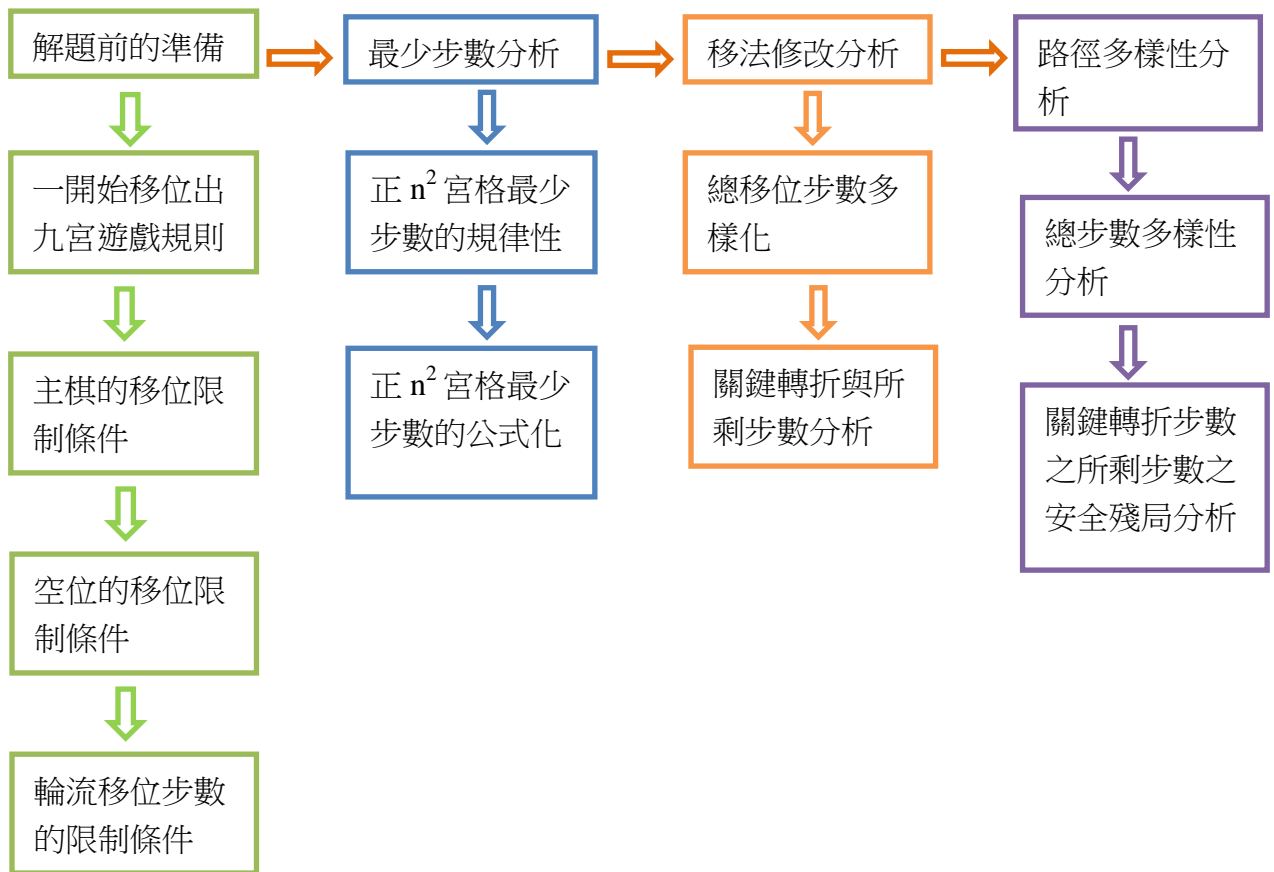 解題前的準備
一開始移位出
九宮遊戲規則
主棋的移位限
制條件
空位的移位限
制條件
輪流移位步數
的限制條件
最少步數分析
正 n² 宮格最少
步數的規律性
正 n² 宮格最少
步數的公式化
移法修改分析
總移位步數多
樣化
關鍵轉折與所
剩步數分析
路徑多樣性分
析
總步數多樣性
分析
關鍵轉折步數
之所剩步數之
安全殘局分析